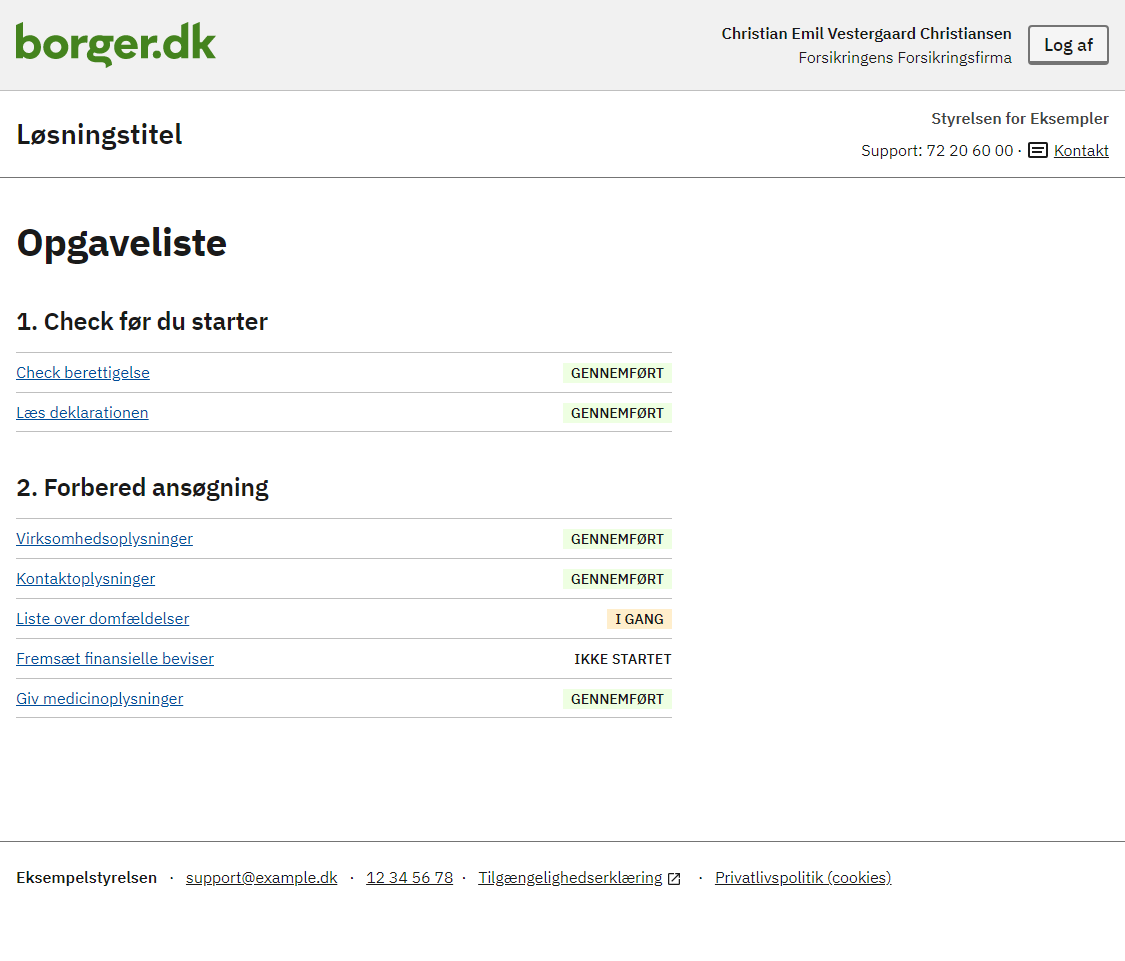 borger.dk
Christian Emil Vestergaard Christiansen
Forsikringens Forsikringsfirma
Log af
Løsningstitel
Styrelsen for Eksempler
Support: 72 20 60 00 · Kontakt
Opgaveliste
1. Check før du starter
Check berettigelse GENNEMFØRT
Læs deklarationen GENNEMFØRT
2. Forbered ansøgning
Virksomhedsoplysninger GENNEMFØRT
Kontaktoplysninger GENNEMFØRT
Liste over domfældelser I GANG
Fremsæt finansielle beviser IKKE STARTET
Giv medicinoplysninger GENNEMFØRT
Eksempelstyrelsen · support@example.dk · 12 34 56 78 · Tilgængelighedserklæring · Privatlivspolitik (cookies)